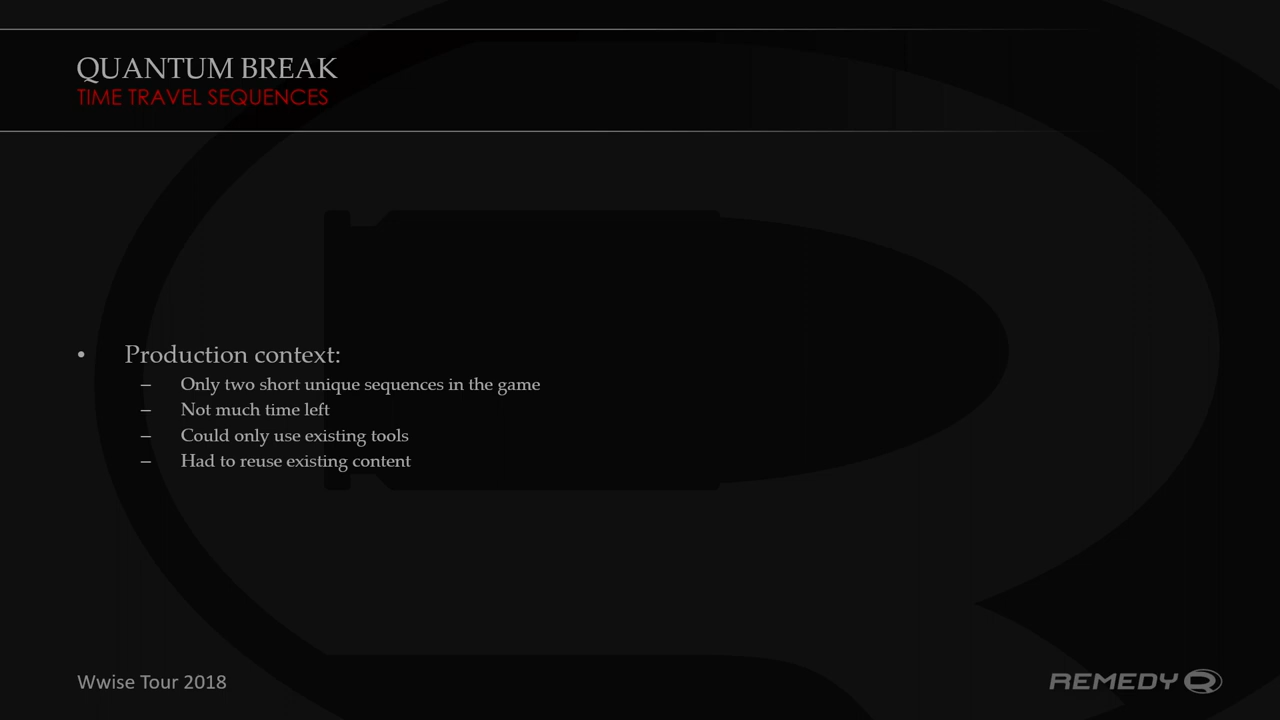 QUANTUM BREAK
TIME TRAVEL SEQUENCES
• Production context:
– Only two short unique sequences in the game
– Not much time left
– Could only use existing tools
– Had to reuse existing content
Wwise Tour 2018
REMEDY